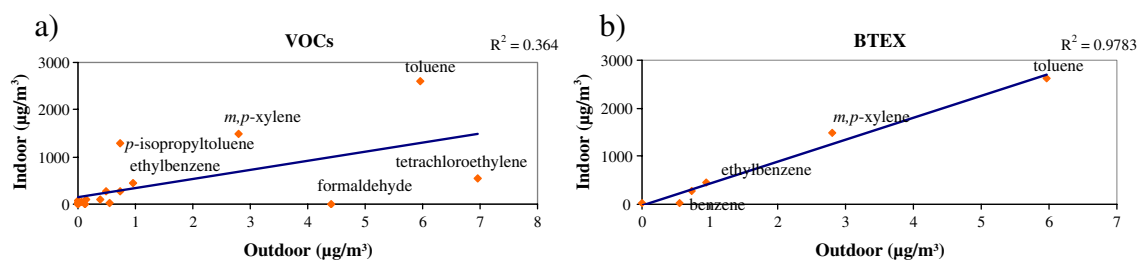 a)
VOCs
R² = 0.364
Indoor (µg/m³)
3000
2000
1000
0
toluene
m,p-xylene
p-isopropyltoluene
ethylbenzene
tetrachloroethylene
formaldehyde
0 1 2 3 4 5 6 7 8
Outdoor (µg/m³)
b)
BTEX
R² = 0.9783
Indoor (µg/m³)
3000
2000
1000
0
toluene
m,p-xylene
ethylbenzene
benzene
0 1 2 3 4 5 6 7
Outdoor (µg/m³)